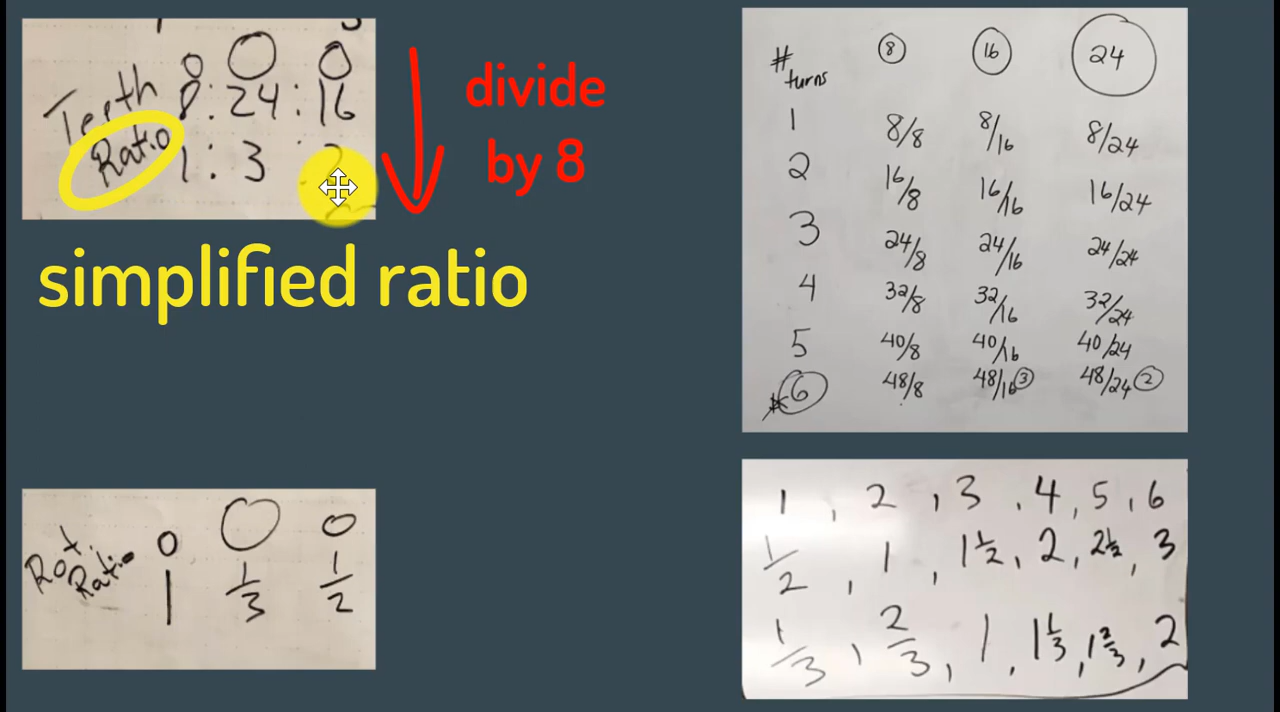 Teeth 8 : 24 : 16
Ratio 1 : 3 : 2
divide
by 8
simplified ratio
# turns 8 16 24
1 8/8 8/16 8/24
2 16/8 16/16 16/24
3 24/8 24/16 24/24
4 32/8 32/16 32/24
5 40/8 40/16 40/24
*6 48/8 48/16 3 48/24 2
Rot. Ratio 1 1/3 1/2
1, 2, 3, 4, 5, 6
1/2, 1, 1 1/2, 2, 2 1/2, 3
1/3, 2/3, 1, 1 1/3, 1 2/3, 2